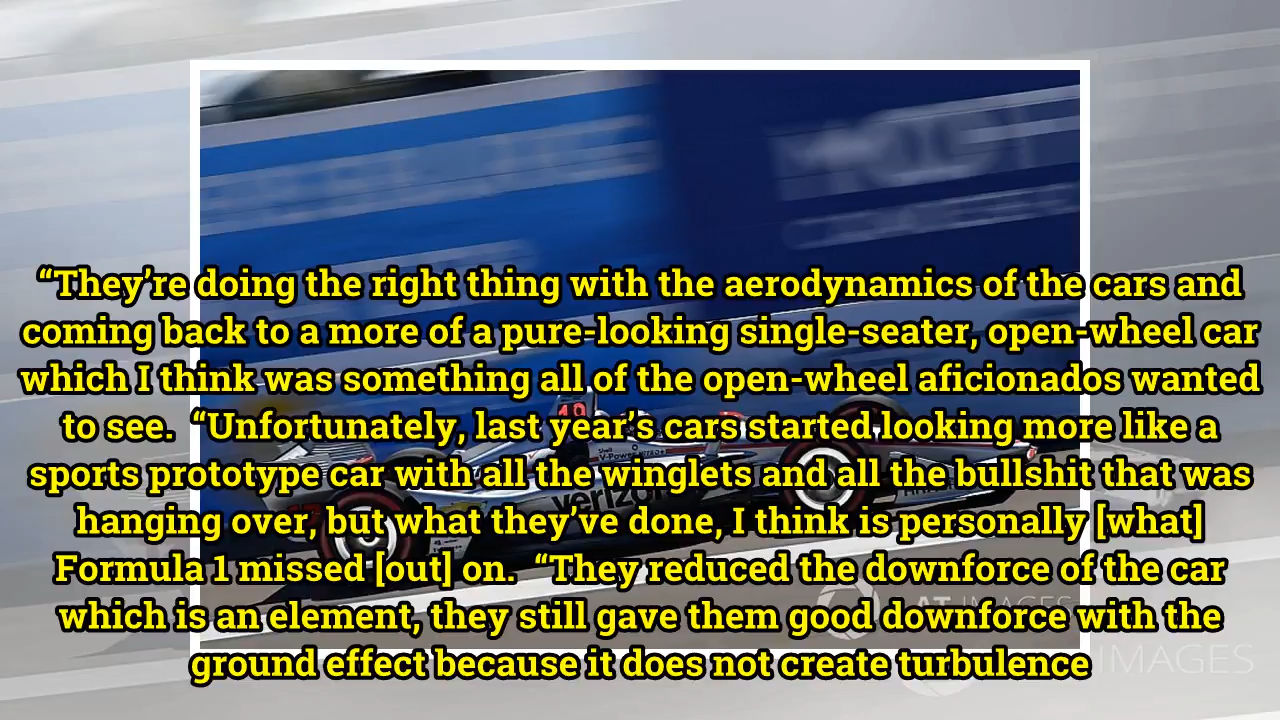 “They’re doing the right thing with the aerodynamics of the cars and
coming back to a more of a pure-looking single-seater, open-wheel car
which I think was something all of the open-wheel aficionados wanted
to see.  “Unfortunately, last year’s cars started looking more like a
sports prototype car with all the winglets and all the bullshit that was
hanging over, but what they’ve done, I think is personally [what]
Formula 1 missed [out] on.  “They reduced the downforce of the car
which is an element, they still gave them good downforce with the
ground effect because it does not create turbulence
verizon
AT IMAGES
IMAGES